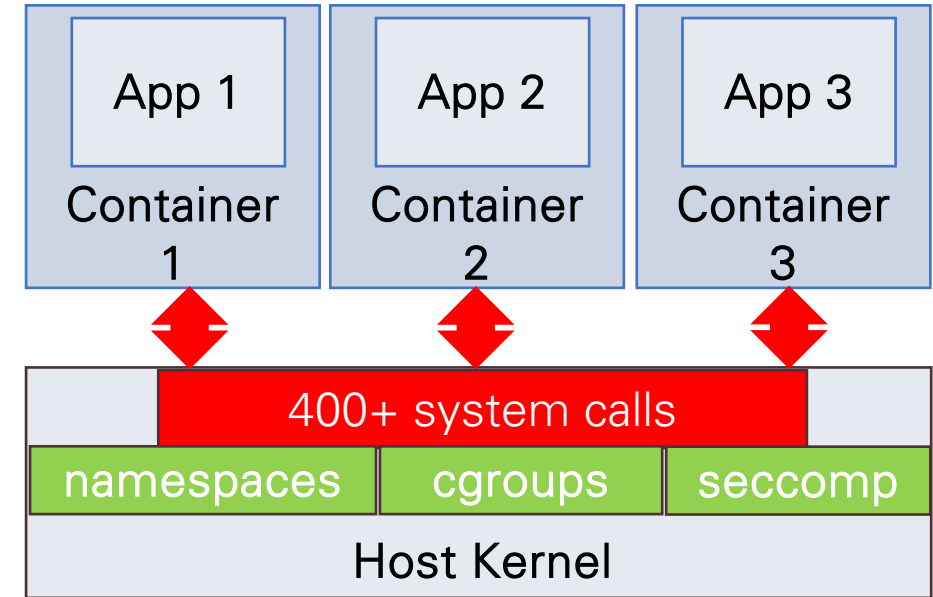 App 1
App 2
App 3
Container
1
Container
2
Container
3
400+ system calls
namespaces
cgroups
seccomp
Host Kernel